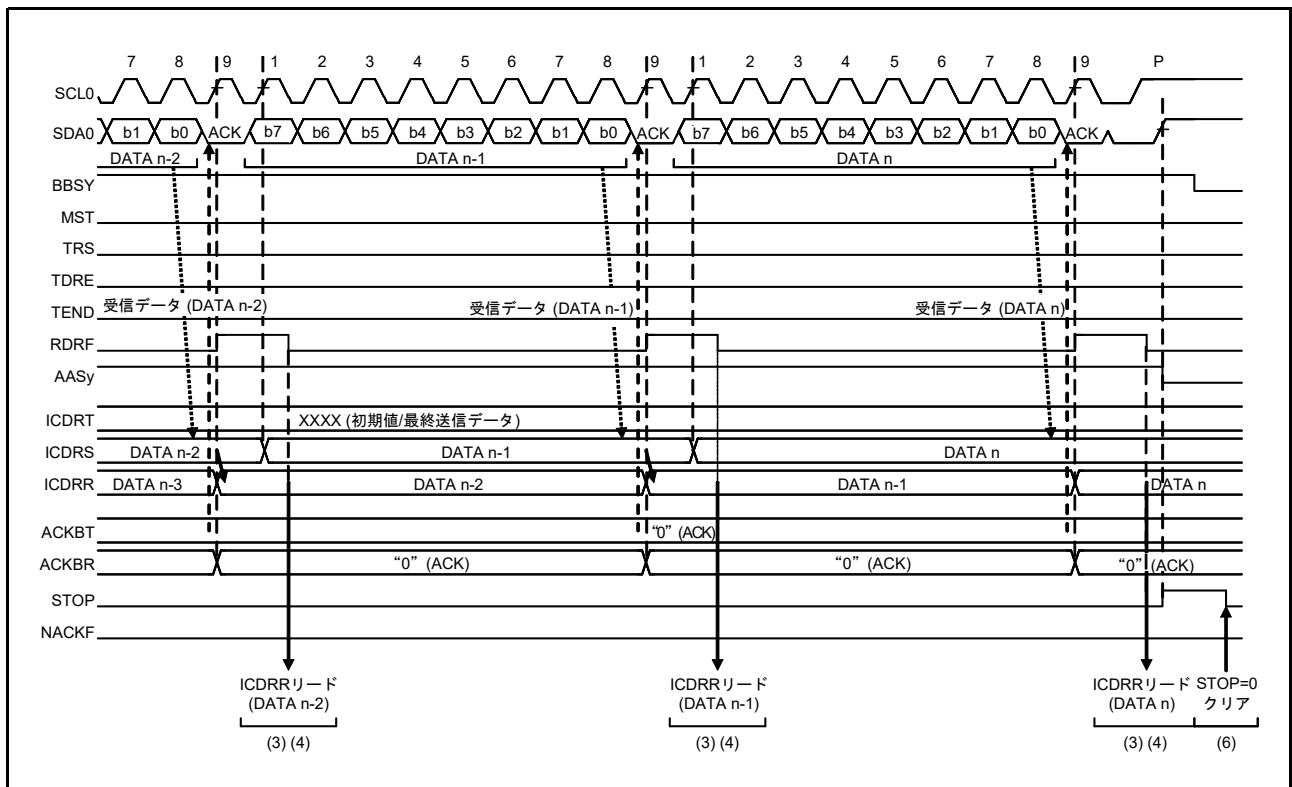 7 8 9 1 2 3 4 5 6 7 8 9 1 2 3 4 5 6 7 8 9 P
SCL0
SDA0 b1 b0 ACK b7 b6 b5 b4 b3 b2 b1 b0 ACK b7 b6 b5 b4 b3 b2 b1 b0 ACK
DATA n-2 DATA n-1 DATA n
BBSY
MST
TRS
TDRE
TEND 受信データ (DATA n-2) 受信データ (DATA n-1) 受信データ (DATA n)
RDRF
AASy
ICDRT XXXX (初期値/最終送信データ)
ICDRS DATA n-2 DATA n-1 DATA n
ICDRR DATA n-3 DATA n-2 DATA n-1 DATA n
ACKBT “0” (ACK)
ACKBR “0” (ACK) “0” (ACK) “0” (ACK)
STOP
NACKF
ICDRRリード ICDRRリード ICDRRリード STOP=0
(DATA n-2) (DATA n-1) (DATA n) クリア
(3) (4) (3) (4) (3) (4) (6)